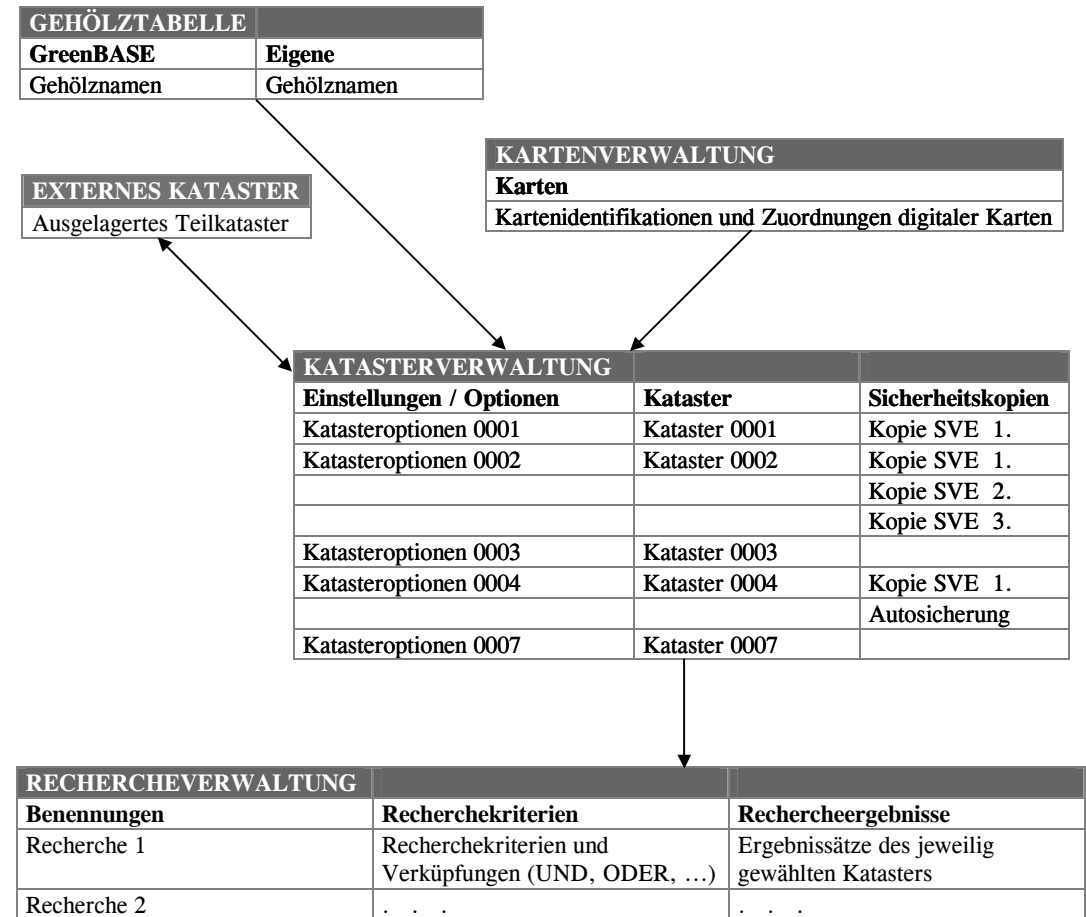 GEHÖLZTABELLE
GreenBASE Eigene
Gehölznamen Gehölznamen
KARTENVERWALTUNG
Karten
Kartenidentifikationen und Zuordnungen digitaler Karten
EXTERNES KATASTER
Ausgelagertes Teilkataster
KATASTERVERWALTUNG
Einstellungen / Optionen Kataster Sicherheitskopien
Katasteroptionen 0001 Kataster 0001 Kopie SVE 1.
Katasteroptionen 0002 Kataster 0002 Kopie SVE 1.
Kopie SVE 2.
Kopie SVE 3.
Katasteroptionen 0003 Kataster 0003
Katasteroptionen 0004 Kataster 0004 Kopie SVE 1.
Autosicherung
Katasteroptionen 0007 Kataster 0007
RECHERCHEVERWALTUNG
Benennungen Recherchekriterien Rechercheergebnisse
Recherche 1 Recherchekriterien und Ergebnissätze des jeweilig
Verküpfungen (UND, ODER, …) gewählten Katasters
Recherche 2 . . . . . .